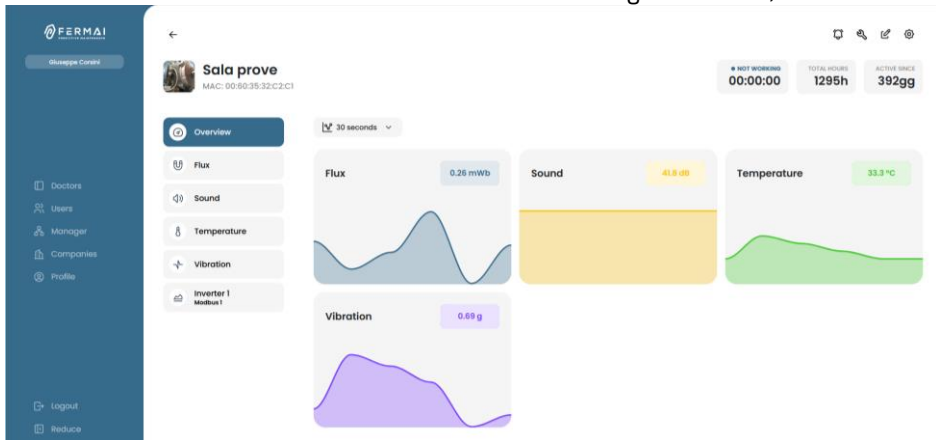 FERMAI
Giuseppe Corsini
Doctors
Users
Manager
Companies
Profile
Logout
Reduce
Sala prove
MAC: 00:60:35:32:C2:C1
NOT WORKING
00:00:00
TOTAL HOURS
1295h
ACTIVE SINCE
392gg
Overview
Flux
Sound
Temperature
Vibration
Inverter 1
Modbus 1
30 seconds
Flux
0.26 mWb
Sound
41.8 dB
Temperature
33.3 °C
Vibration
0.69 g